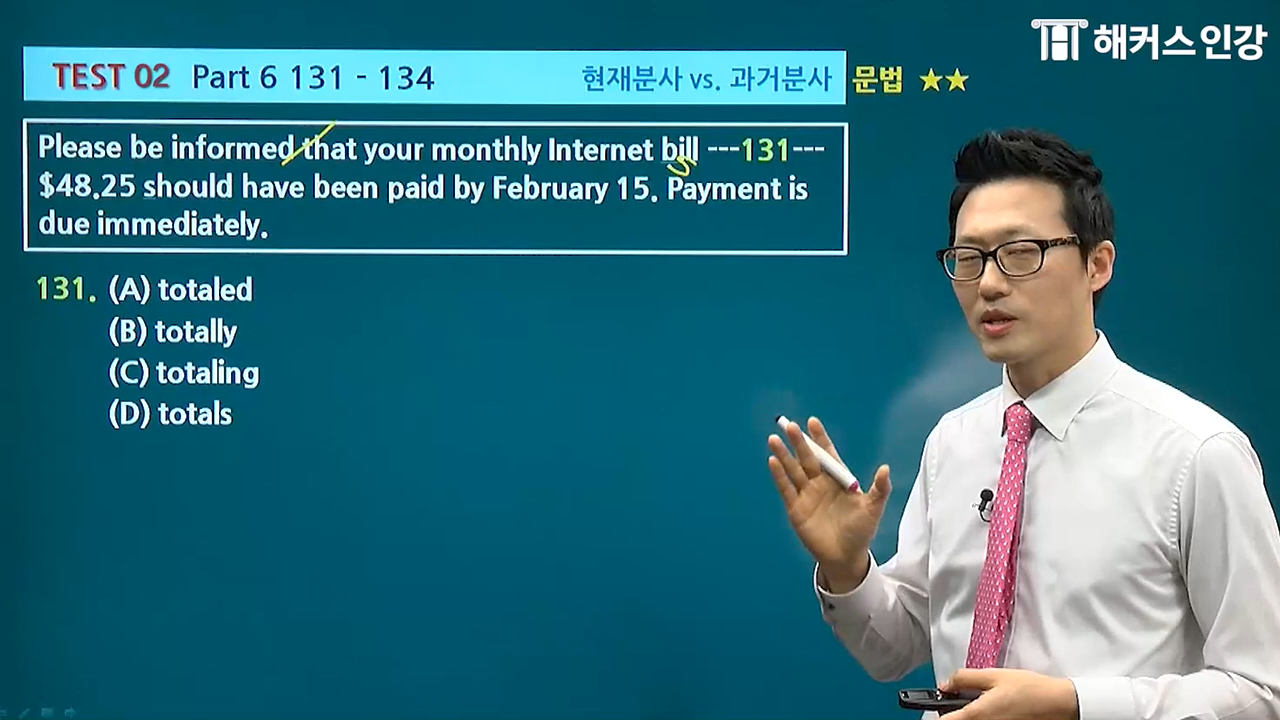 해커스인강
TEST 02 Part 6 131 - 134 현재분사 vs. 과거분사 문법 ★★
Please be informed that your monthly Internet bill ---131---
$48.25 should have been paid by February 15. Payment is
due immediately.
131. (A) totaled
(B) totally
(C) totaling
(D) totals